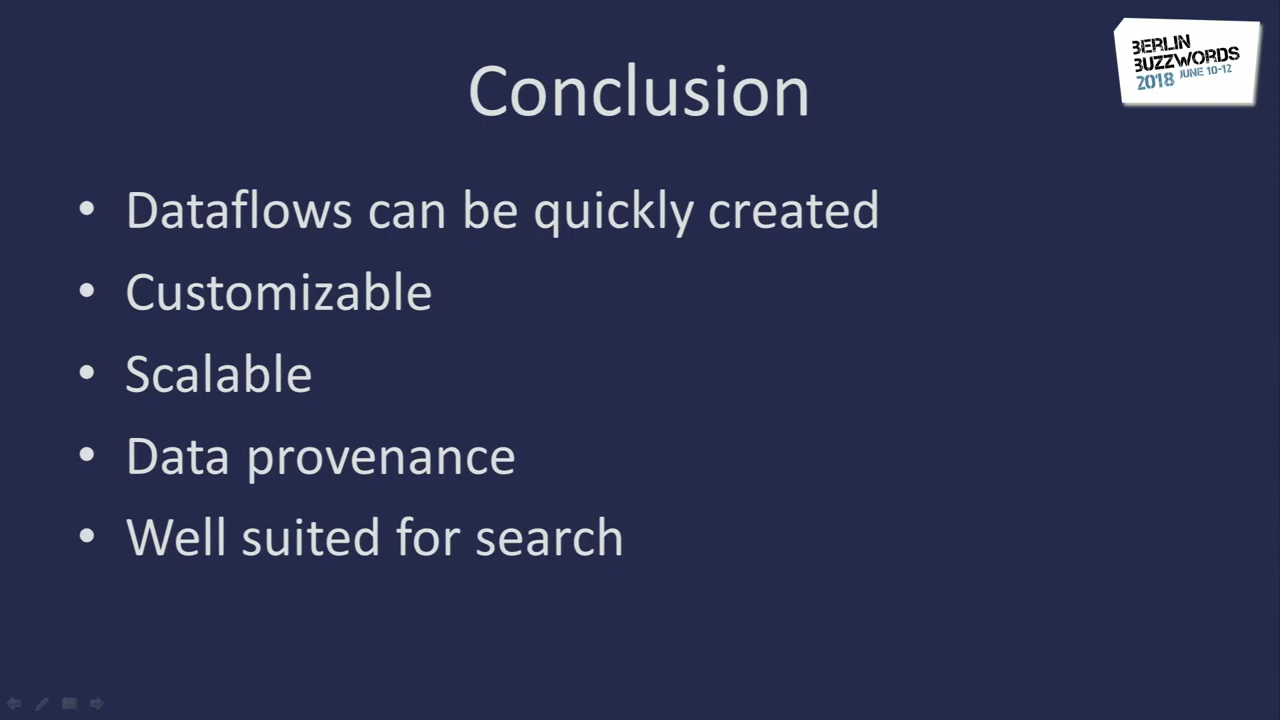 BERLIN
BUZZWORDS
2018 JUNE 10-12
Conclusion
• Dataflows can be quickly created
• Customizable
• Scalable
• Data provenance
• Well suited for search